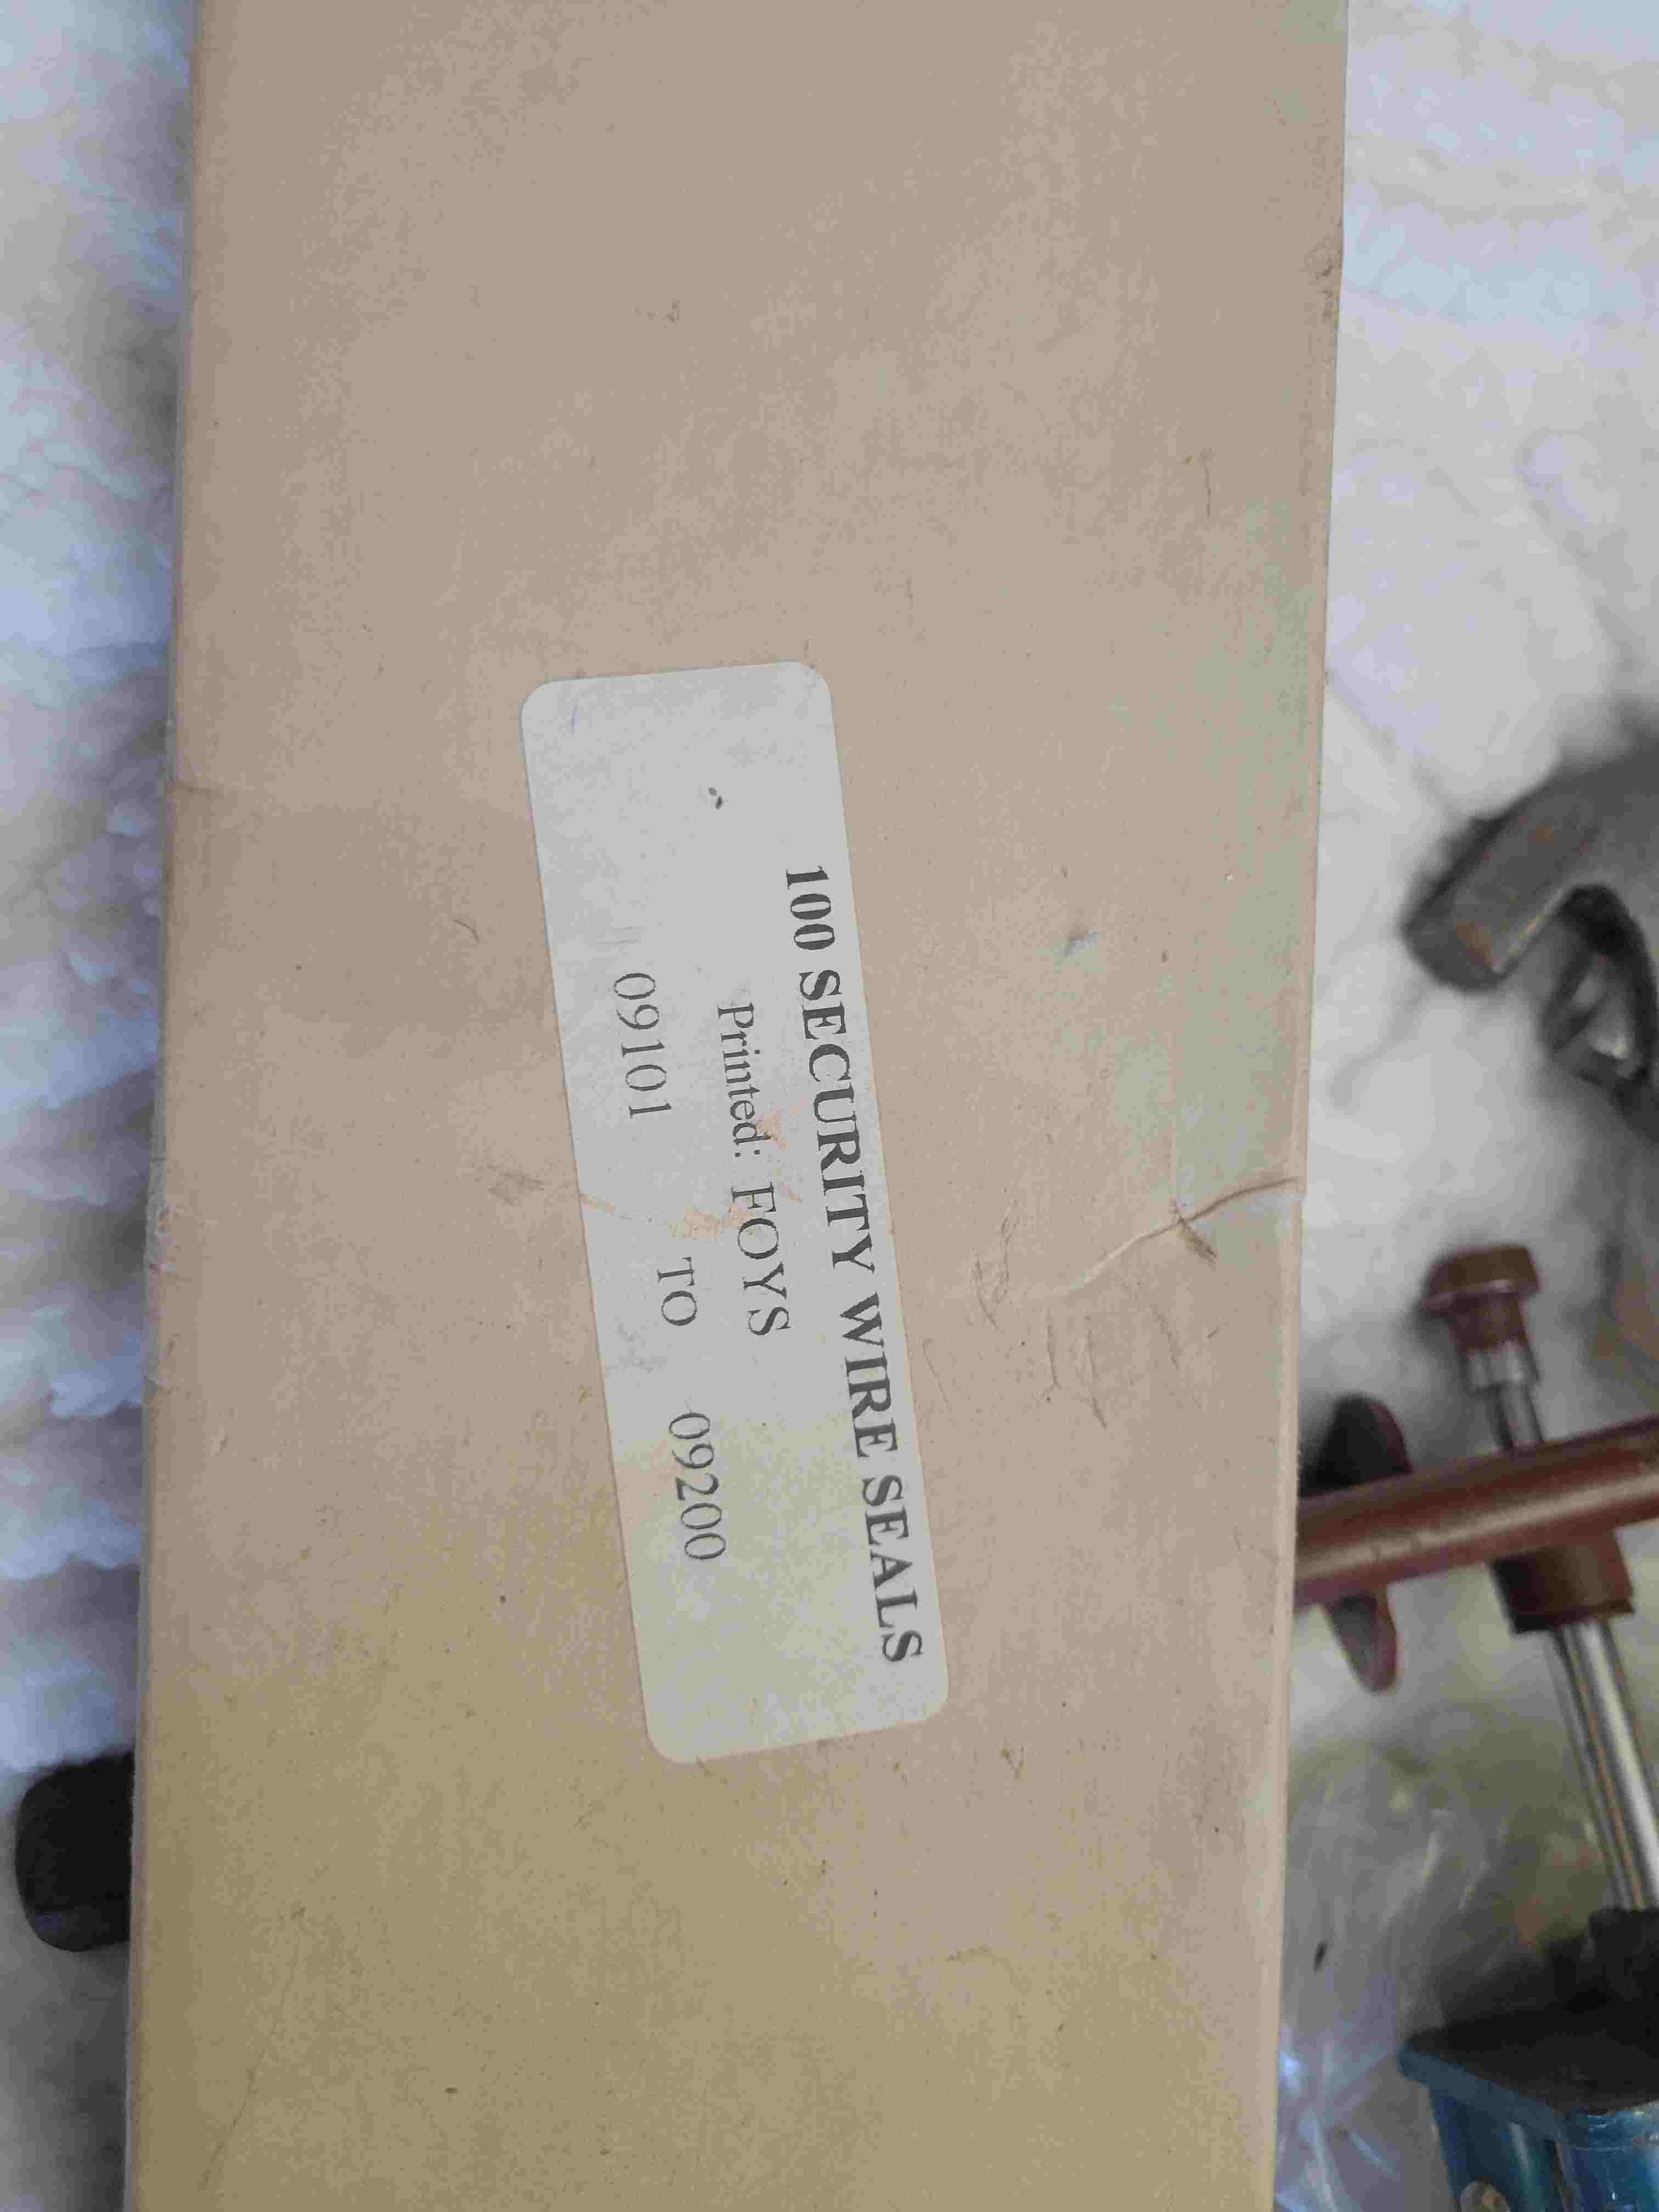 100 SECURITY WIRE SEALS
Printed: FOYS
09101 TO 09200